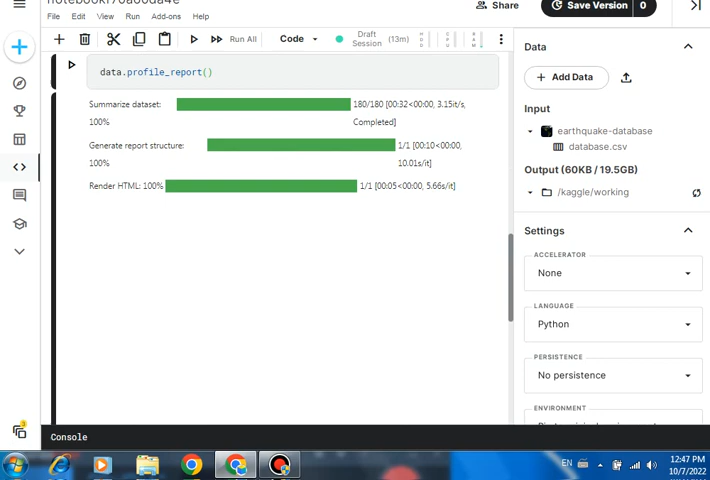 Share
Save Version
0
File
Edit
View
Run
Add-ons
Help
Run All
Code
Draft Session
(13m)
data.profile_report()
Summarize dataset:
100%
180/180 [00:32<00:00, 3.15it/s,
Completed]
Generate report structure:
100%
1/1 [00:10<00:00,
10.01s/it]
Render HTML: 100%
1/1 [00:05<00:00, 5.66s/it]
Data
Add Data
Input
earthquake-database
database.csv
Output (60KB / 19.5GB)
/kaggle/working
Settings
ACCELERATOR
None
LANGUAGE
Python
PERSISTENCE
No persistence
ENVIRONMENT
Console
EN
12:47 PM
10/7/2022